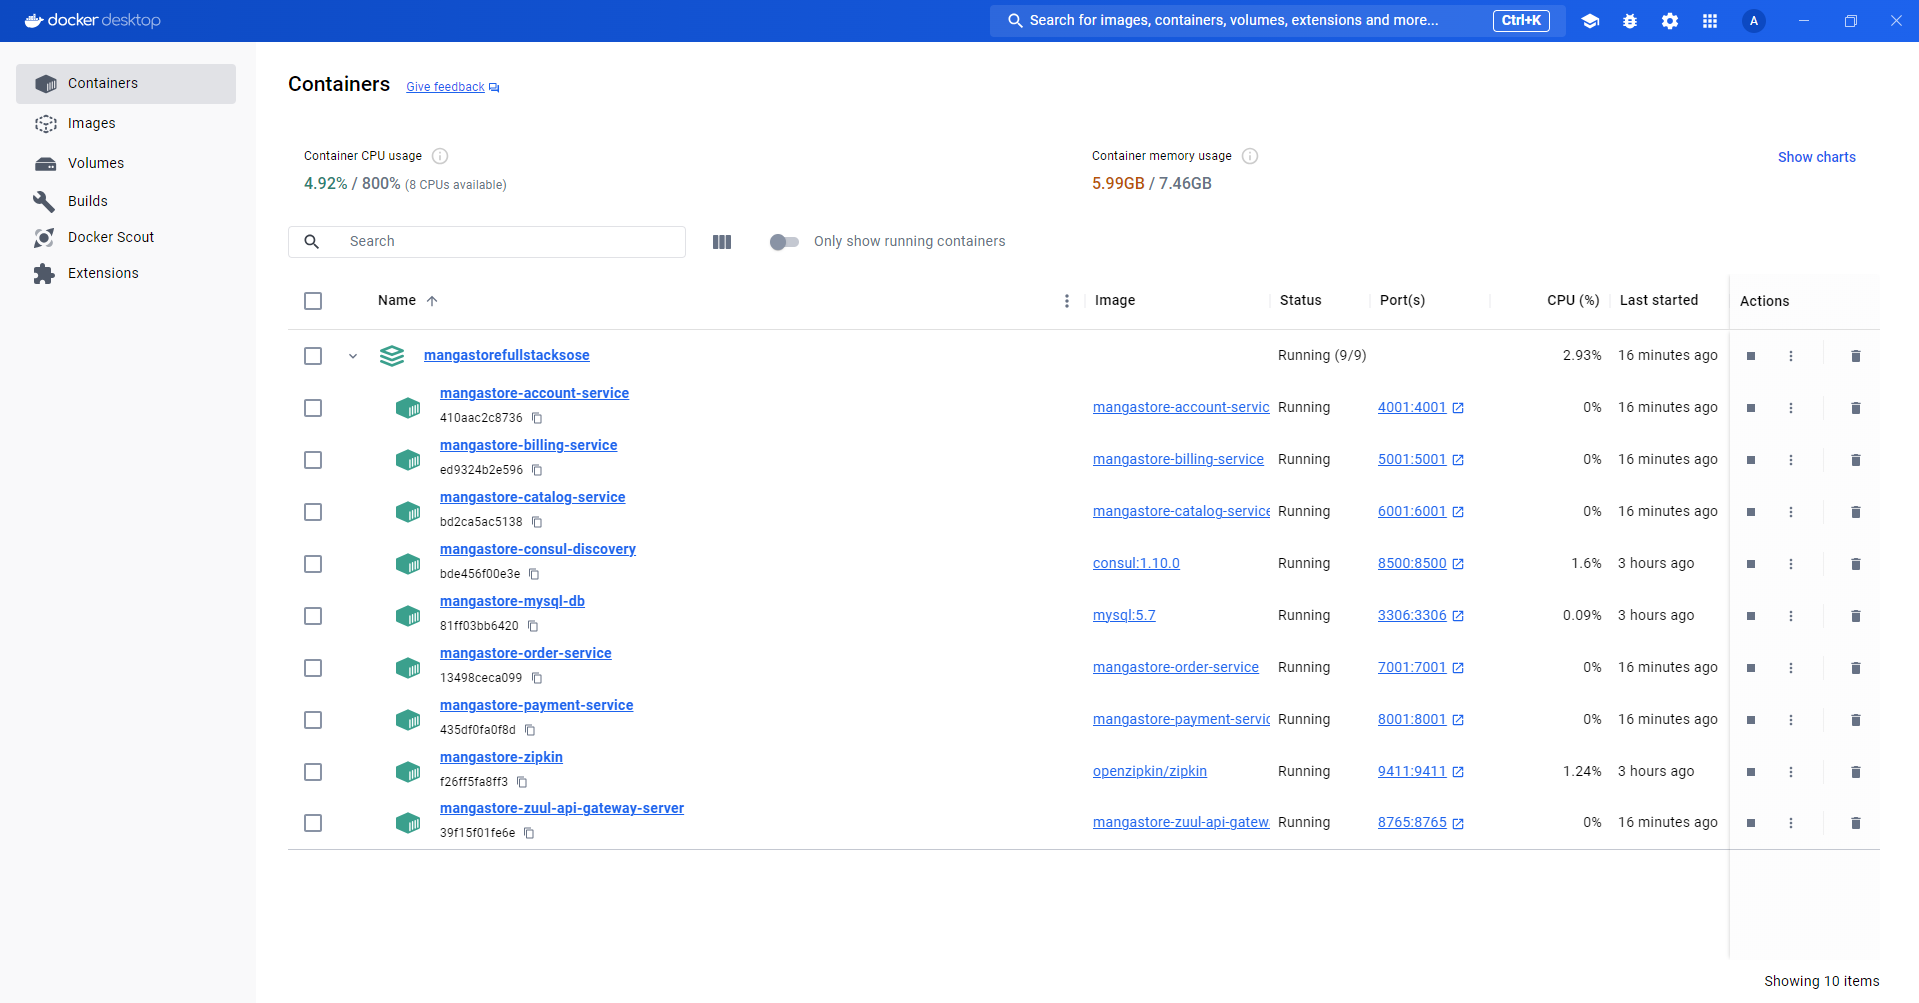 docker desktop
Search for images, containers, volumes, extensions and more... Ctrl+K A
Containers
Images
Volumes
Builds
Docker Scout
Extensions
Containers Give feedback
Container CPU usage
4.92% / 800% (8 CPUs available)
Container memory usage
5.99GB / 7.46GB
Show charts
Search
Only show running containers
Name Image Status Port(s) CPU (%) Last started Actions
mangastorefullstacksose Running (9/9) 2.93% 16 minutes ago
mangastore-account-service
410aac2c8736
mangastore-account-servic Running 4001:4001 0% 16 minutes ago
mangastore-billing-service
ed9324b2e596
mangastore-billing-service Running 5001:5001 0% 16 minutes ago
mangastore-catalog-service
bd2ca5ac5138
mangastore-catalog-service Running 6001:6001 0% 16 minutes ago
mangastore-consul-discovery
bde456f00e3e
consul:1.10.0 Running 8500:8500 1.6% 3 hours ago
mangastore-mysql-db
81ff03bb6420
mysql:5.7 Running 3306:3306 0.09% 3 hours ago
mangastore-order-service
13498ceca099
mangastore-order-service Running 7001:7001 0% 16 minutes ago
mangastore-payment-service
435df0fa0f8d
mangastore-payment-servic Running 8001:8001 0% 16 minutes ago
mangastore-zipkin
f26ff5fa8ff3
openzipkin/zipkin Running 9411:9411 1.24% 3 hours ago
mangastore-zuul-api-gateway-server
39f15f01fe6e
mangastore-zuul-api-gatew Running 8765:8765 0% 16 minutes ago
Showing 10 items